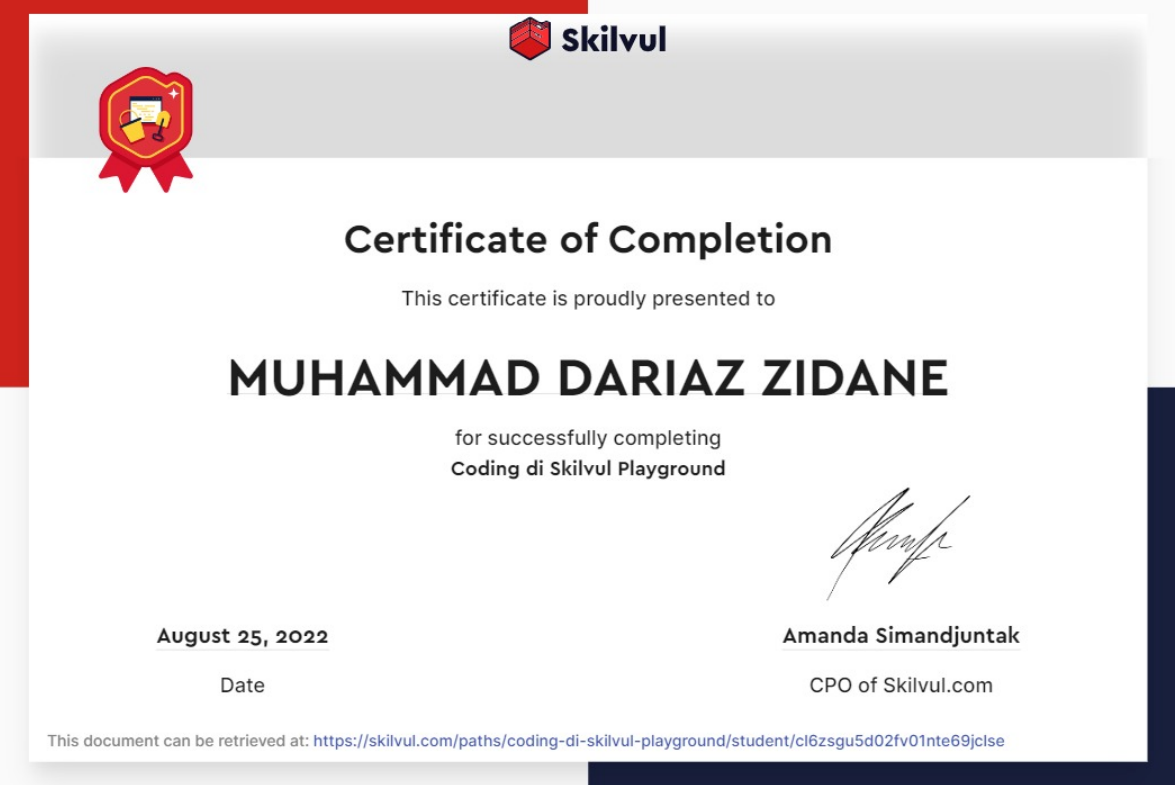 Skilvul
Certificate of Completion
This certificate is proudly presented to
MUHAMMAD DARIAZ ZIDANE
for successfully completing
Coding di Skilvul Playground
August 25, 2022
Date
Amanda Simandjuntak
CPO of Skilvul.com
This document can be retrieved at: https://skilvul.com/paths/coding-di-skilvul-playground/student/cl6zsgu5d02fv01nte69jclse